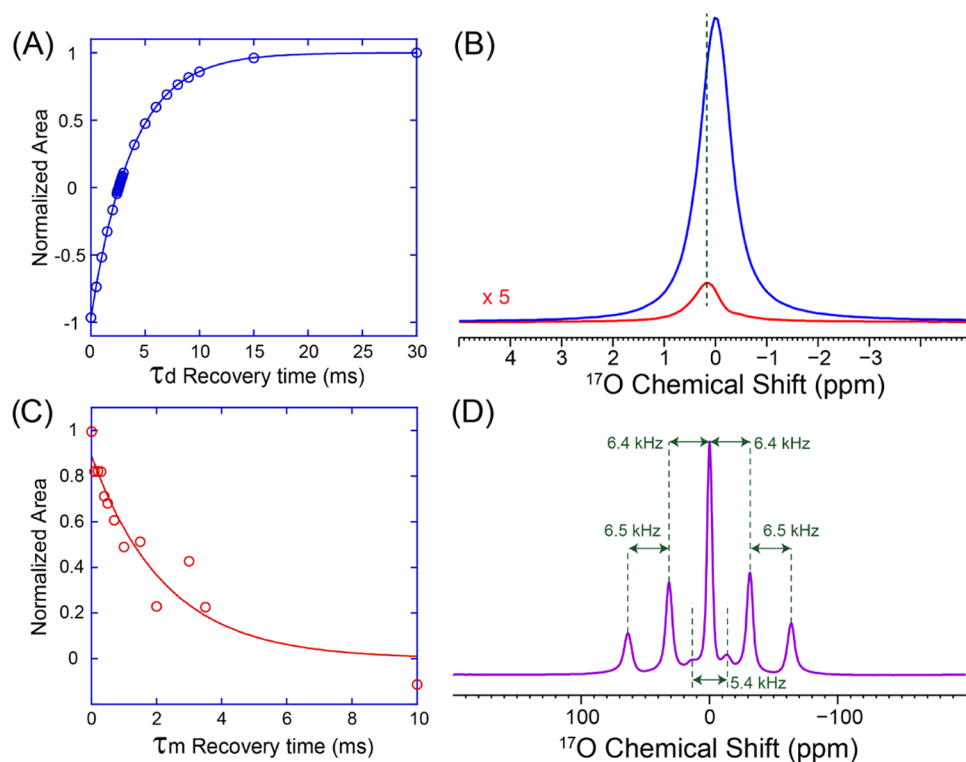 (A)
Normalized Area
1
0.5
0
-0.5
-1
0 5 10 15 20 25 30
τd Recovery time (ms)
(B)
x 5
4 3 2 1 0 -1 -2 -3
17O Chemical Shift (ppm)
(C)
Normalized Area
1
0.8
0.6
0.4
0.2
0
0 2 4 6 8 10
τm Recovery time (ms)
(D)
6.4 kHz 6.4 kHz
6.5 kHz 6.5 kHz
5.4 kHz
100 0 -100
17O Chemical Shift (ppm)